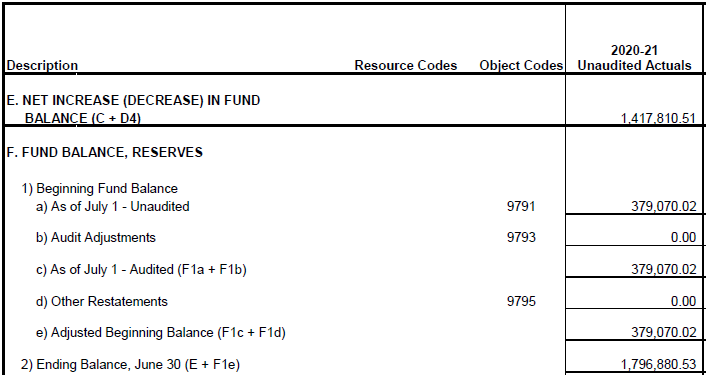 2020-21
Description Resource Codes Object Codes Unaudited Actuals
E. NET INCREASE (DECREASE) IN FUND
BALANCE (C + D4) 1,417,810.51
F. FUND BALANCE, RESERVES
1) Beginning Fund Balance
a) As of July 1 - Unaudited 9791 379,070.02
b) Audit Adjustments 9793 0.00
c) As of July 1 - Audited (F1a + F1b) 379,070.02
d) Other Restatements 9795 0.00
e) Adjusted Beginning Balance (F1c + F1d) 379,070.02
2) Ending Balance, June 30 (E + F1e) 1,796,880.53